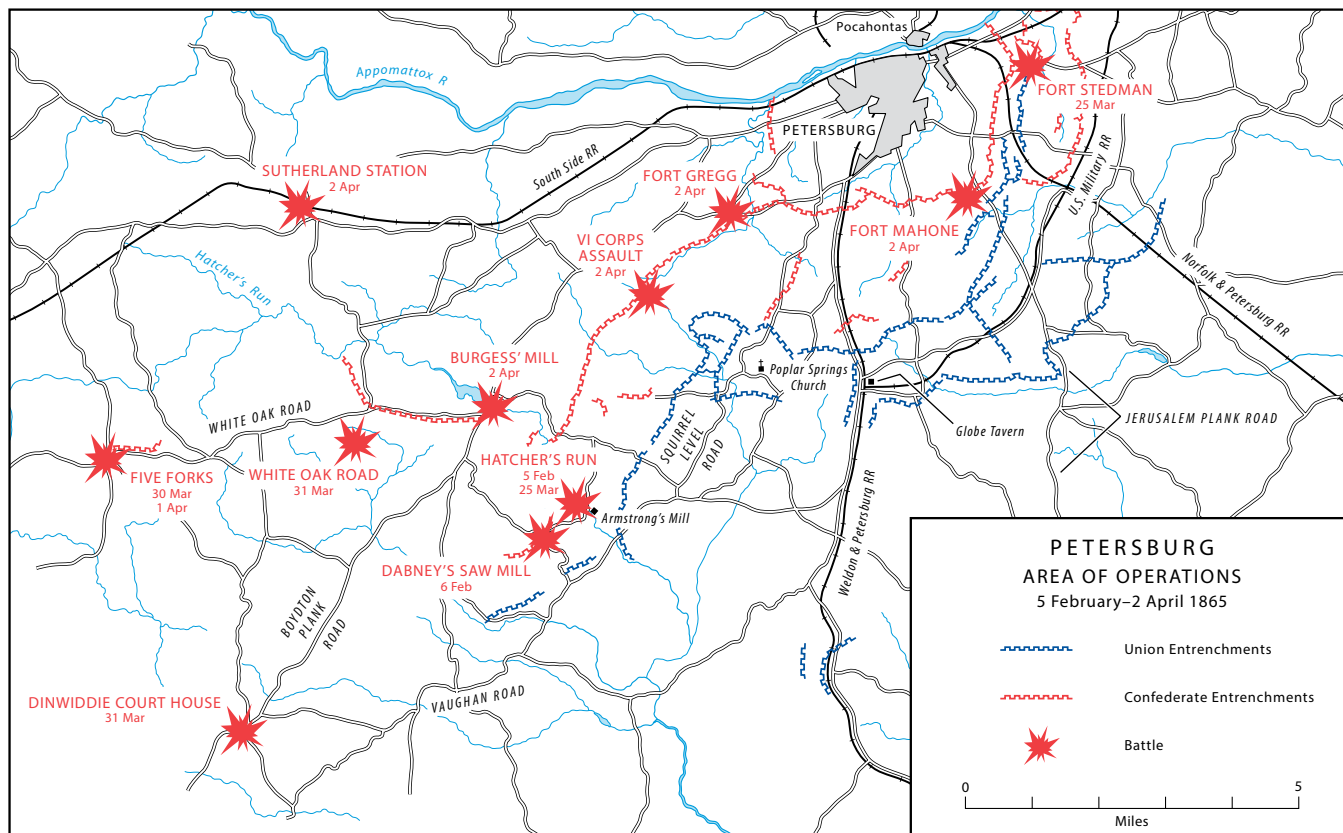 Pocahontas
Appomattox R
FORT STEDMAN
25 Mar
PETERSBURG
South Side RR
U.S. Military RR
SUTHERLAND STATION
2 Apr
FORT GREGG
2 Apr
FORT MAHONE
2 Apr
VI CORPS
ASSAULT
2 Apr
Hatcher's Run
Norfolk & Petersburg RR
BURGESS' MILL
2 Apr
Poplar Springs
Church
WHITE OAK ROAD
SQUIRREL
LEVEL
ROAD
Globe Tavern
JERUSALEM PLANK ROAD
FIVE FORKS
30 Mar
1 Apr
WHITE OAK ROAD
31 Mar
HATCHER'S RUN
5 Feb
25 Mar
Armstrong's Mill
Weldon & Petersburg RR
DABNEY'S SAW MILL
6 Feb
BOYDTON
PLANK
ROAD
VAUGHAN ROAD
DINWIDDIE COURT HOUSE
31 Mar
PETERSBURG
AREA OF OPERATIONS
5 February–2 April 1865
Union Entrenchments
Confederate Entrenchments
Battle
0 5
Miles